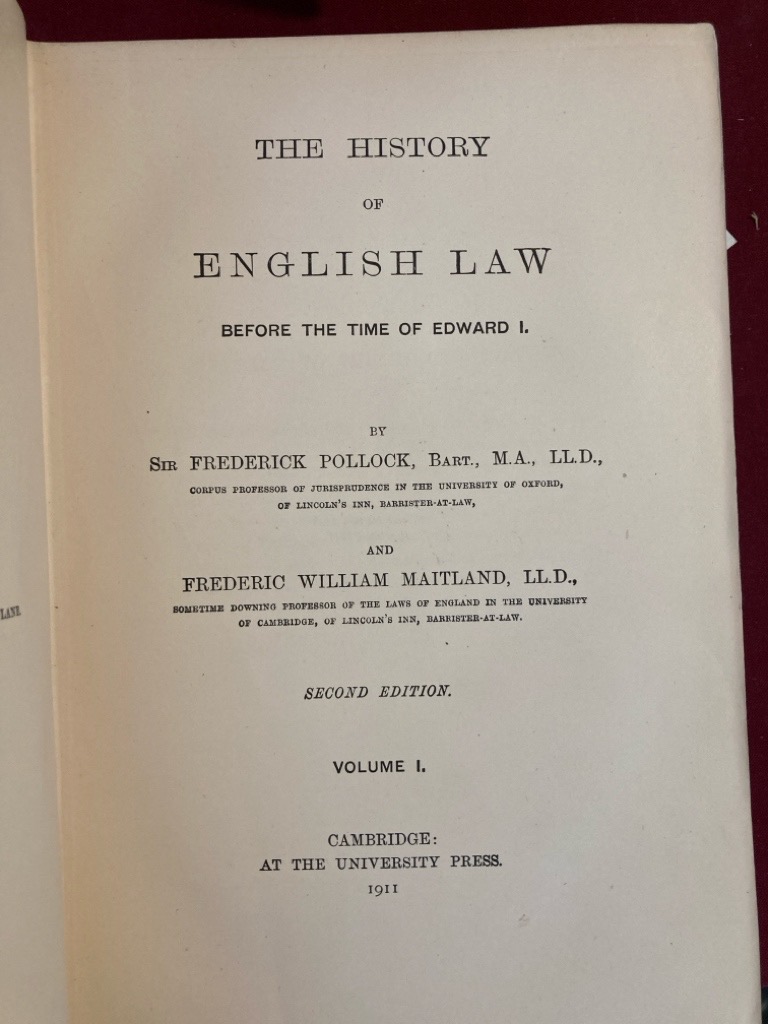 THE HISTORY
OF
ENGLISH LAW
BEFORE THE TIME OF EDWARD I.
BY
SIR FREDERICK POLLOCK, BART., M.A., LL.D.,
CORPUS PROFESSOR OF JURISPRUDENCE IN THE UNIVERSITY OF OXFORD,
OF LINCOLN'S INN, BARRISTER-AT-LAW,
AND
FREDERIC WILLIAM MAITLAND, LL.D.,
SOMETIME DOWNING PROFESSOR OF THE LAWS OF ENGLAND IN THE UNIVERSITY
OF CAMBRIDGE, OF LINCOLN'S INN, BARRISTER-AT-LAW.
SECOND EDITION.
VOLUME I.
CAMBRIDGE:
AT THE UNIVERSITY PRESS.
1911